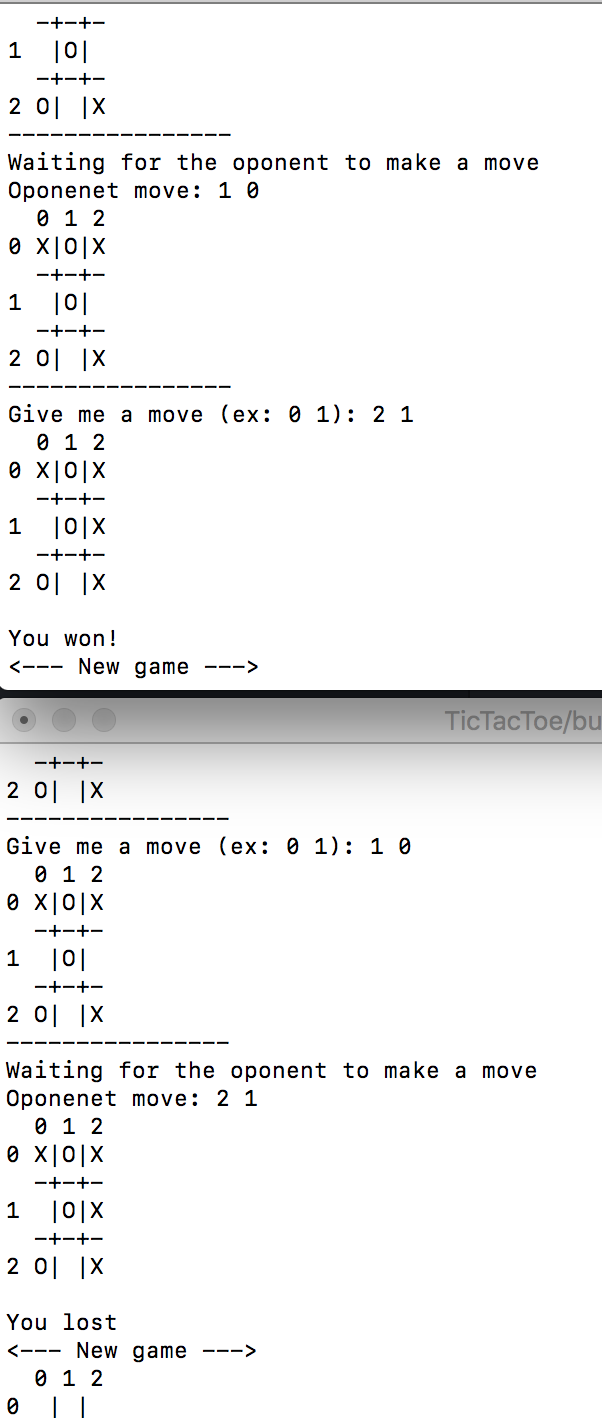 -+-+-
1  |O|
  -+-+-
2 O| |X
----------------
Waiting for the oponent to make a move
Oponenet move: 1 0
  0 1 2
0 X|O|X
  -+-+-
1  |O|
  -+-+-
2 O| |X
----------------
Give me a move (ex: 0 1): 2 1
  0 1 2
0 X|O|X
  -+-+-
1  |O|X
  -+-+-
2 O| |X

You won!
<--- New game --->
TicTacToe/bu
  -+-+-
2 O| |X
----------------
Give me a move (ex: 0 1): 1 0
  0 1 2
0 X|O|X
  -+-+-
1  |O|
  -+-+-
2 O| |X
----------------
Waiting for the oponent to make a move
Oponenet move: 2 1
  0 1 2
0 X|O|X
  -+-+-
1  |O|X
  -+-+-
2 O| |X

You lost
<--- New game --->
  0 1 2
0  | |